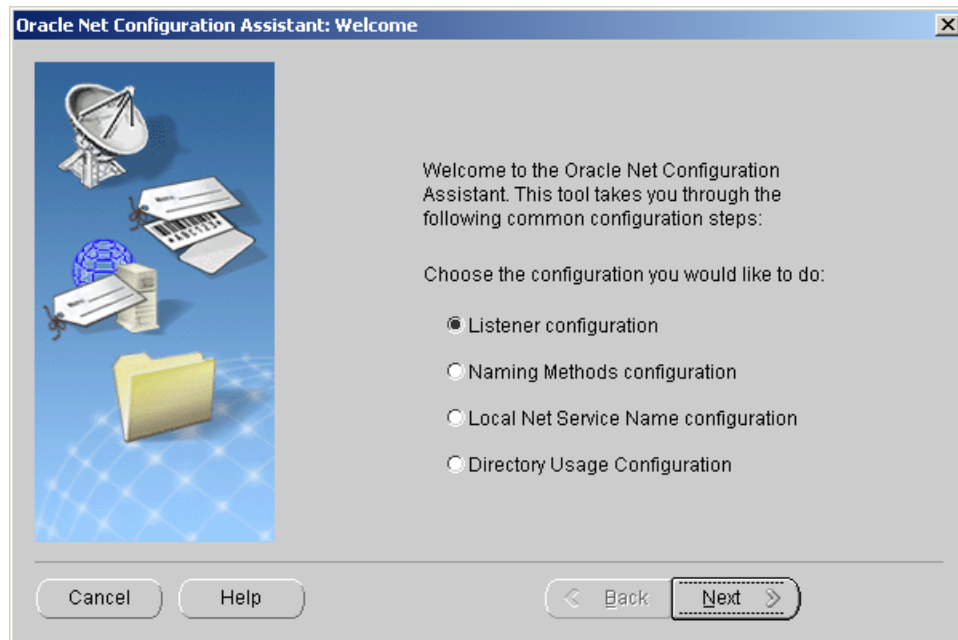 Oracle Net Configuration Assistant: Welcome
Welcome to the Oracle Net Configuration
Assistant. This tool takes you through the
following common configuration steps:
Choose the configuration you would like to do:
Listener configuration
Naming Methods configuration
Local Net Service Name configuration
Directory Usage Configuration
Cancel
Help
Back
Next